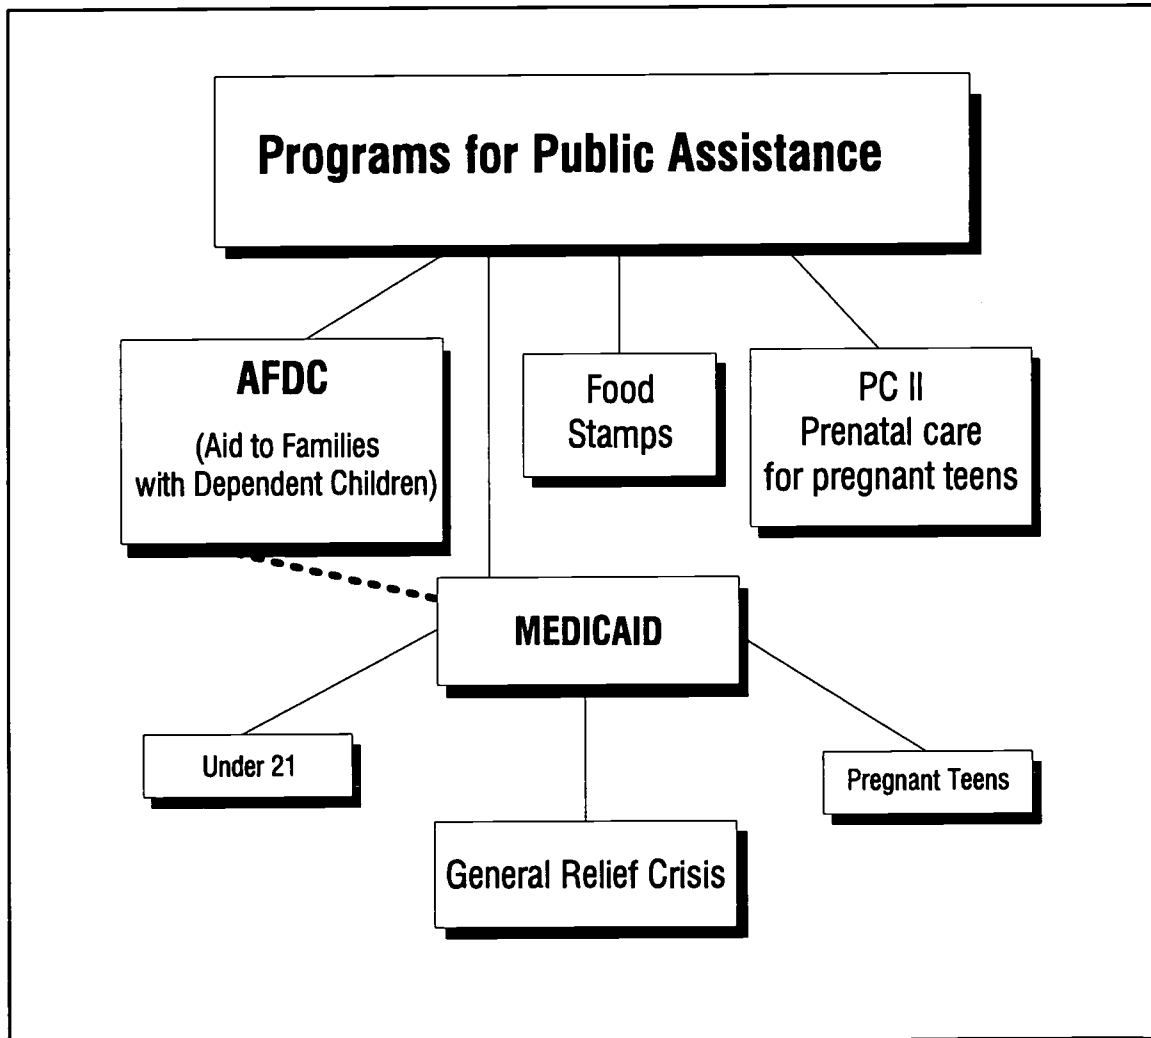 Programs for Public Assistance
AFDC
(Aid to Families
with Dependent Children)
Food
Stamps
PC II
Prenatal care
for pregnant teens
MEDICAID
Under 21
Pregnant Teens
General Relief Crisis